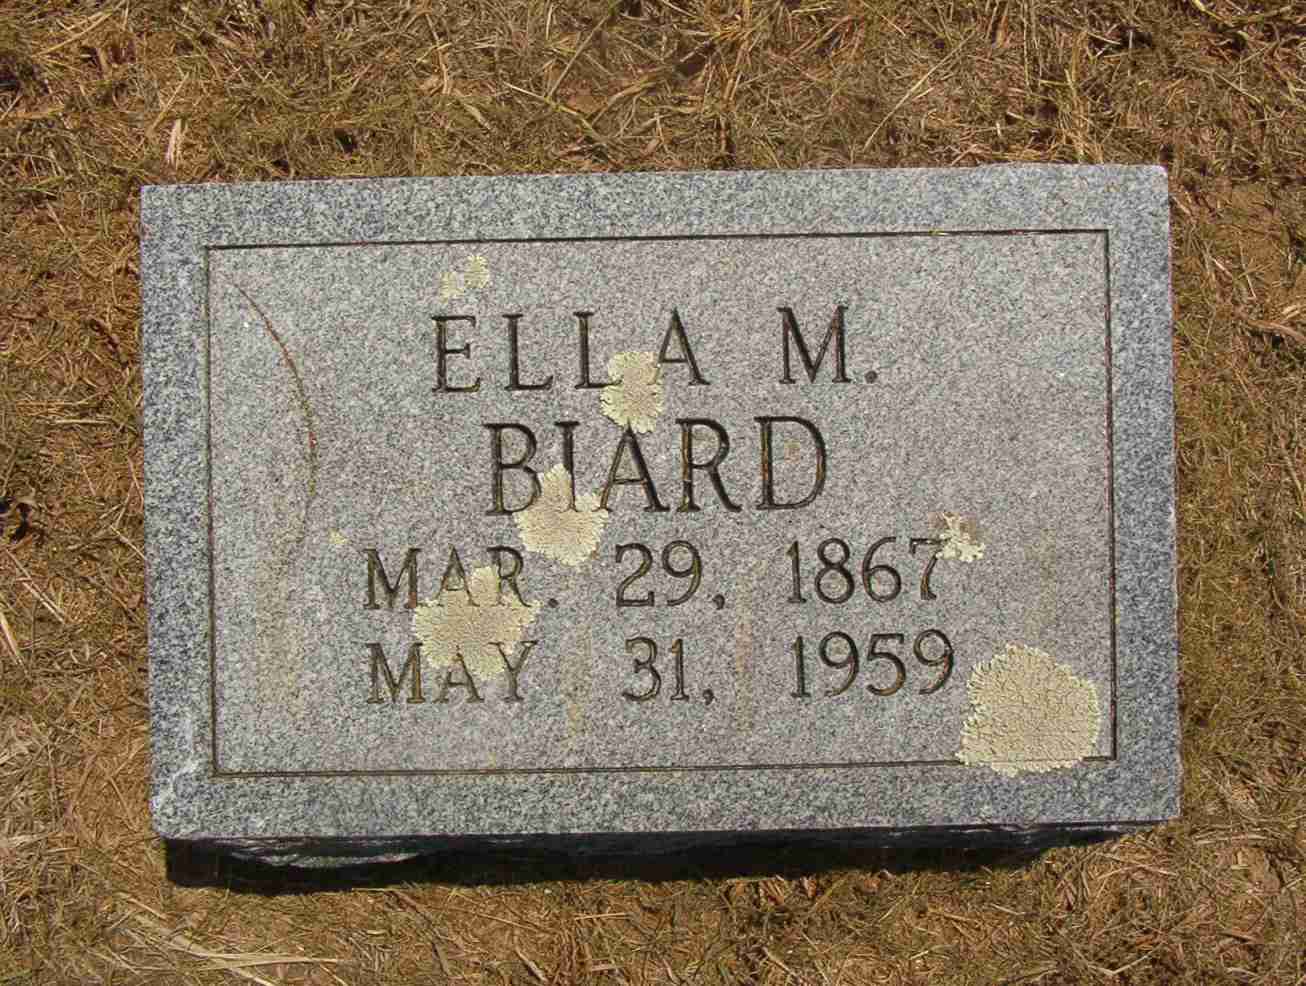 ELLA M.
BIARD
MAR. 29, 1867
MAY 31, 1959